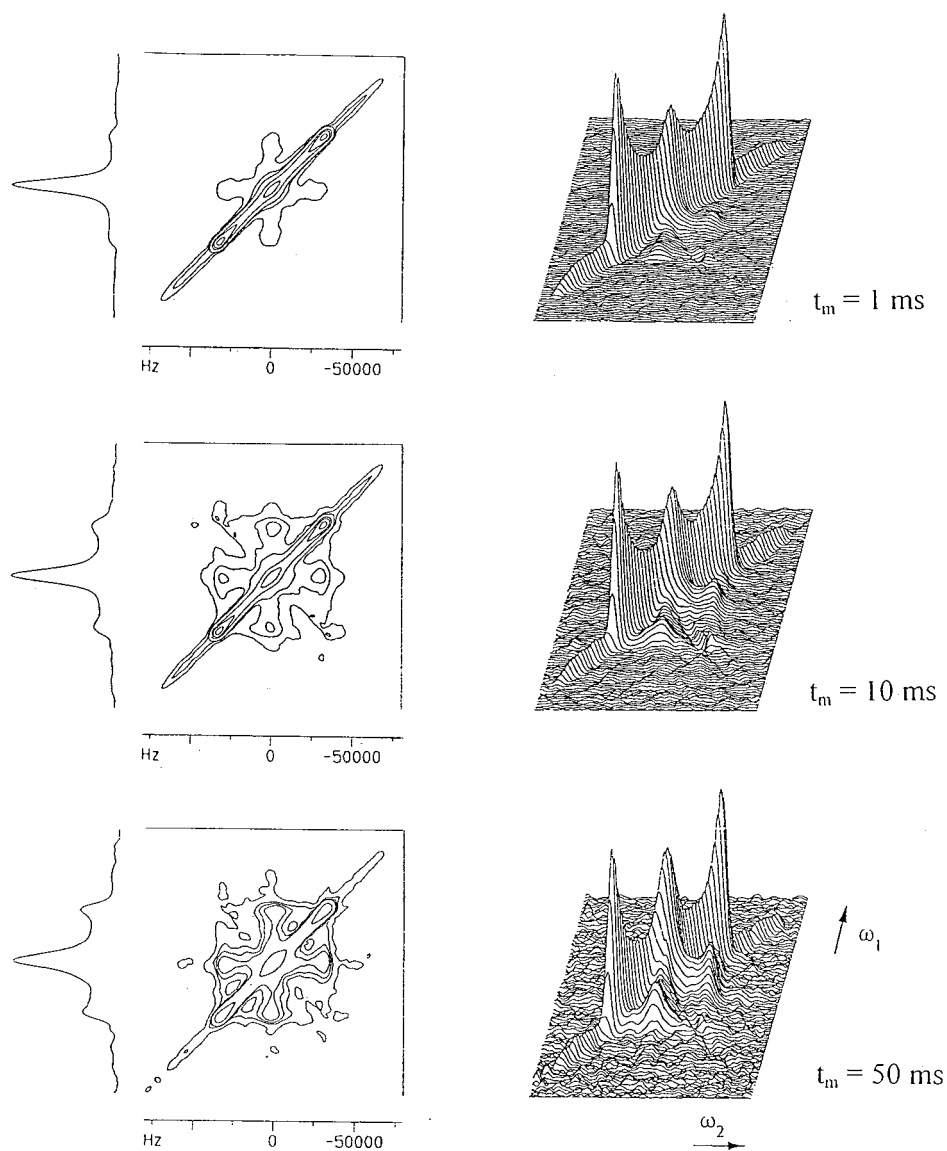 t_m = 1 ms
Hz 0 -50000
t_m = 10 ms
Hz 0 -50000
ω_1
t_m = 50 ms
Hz 0 -50000
ω_2